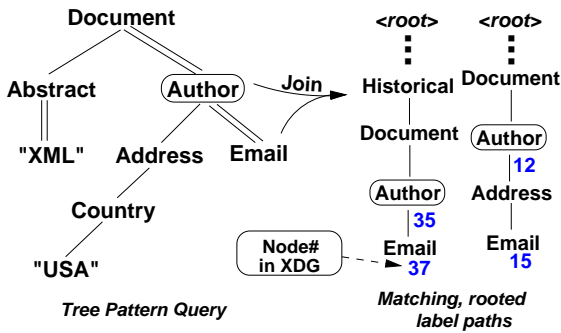 Document
Abstract
Author
"XML"
Address
Email
Country
"USA"
Tree Pattern Query
Join
Node#
in XDG
<root>
Historical
Document
Author
35
Email
37
<root>
Document
Author
12
Address
Email
15
Matching, rooted
label paths